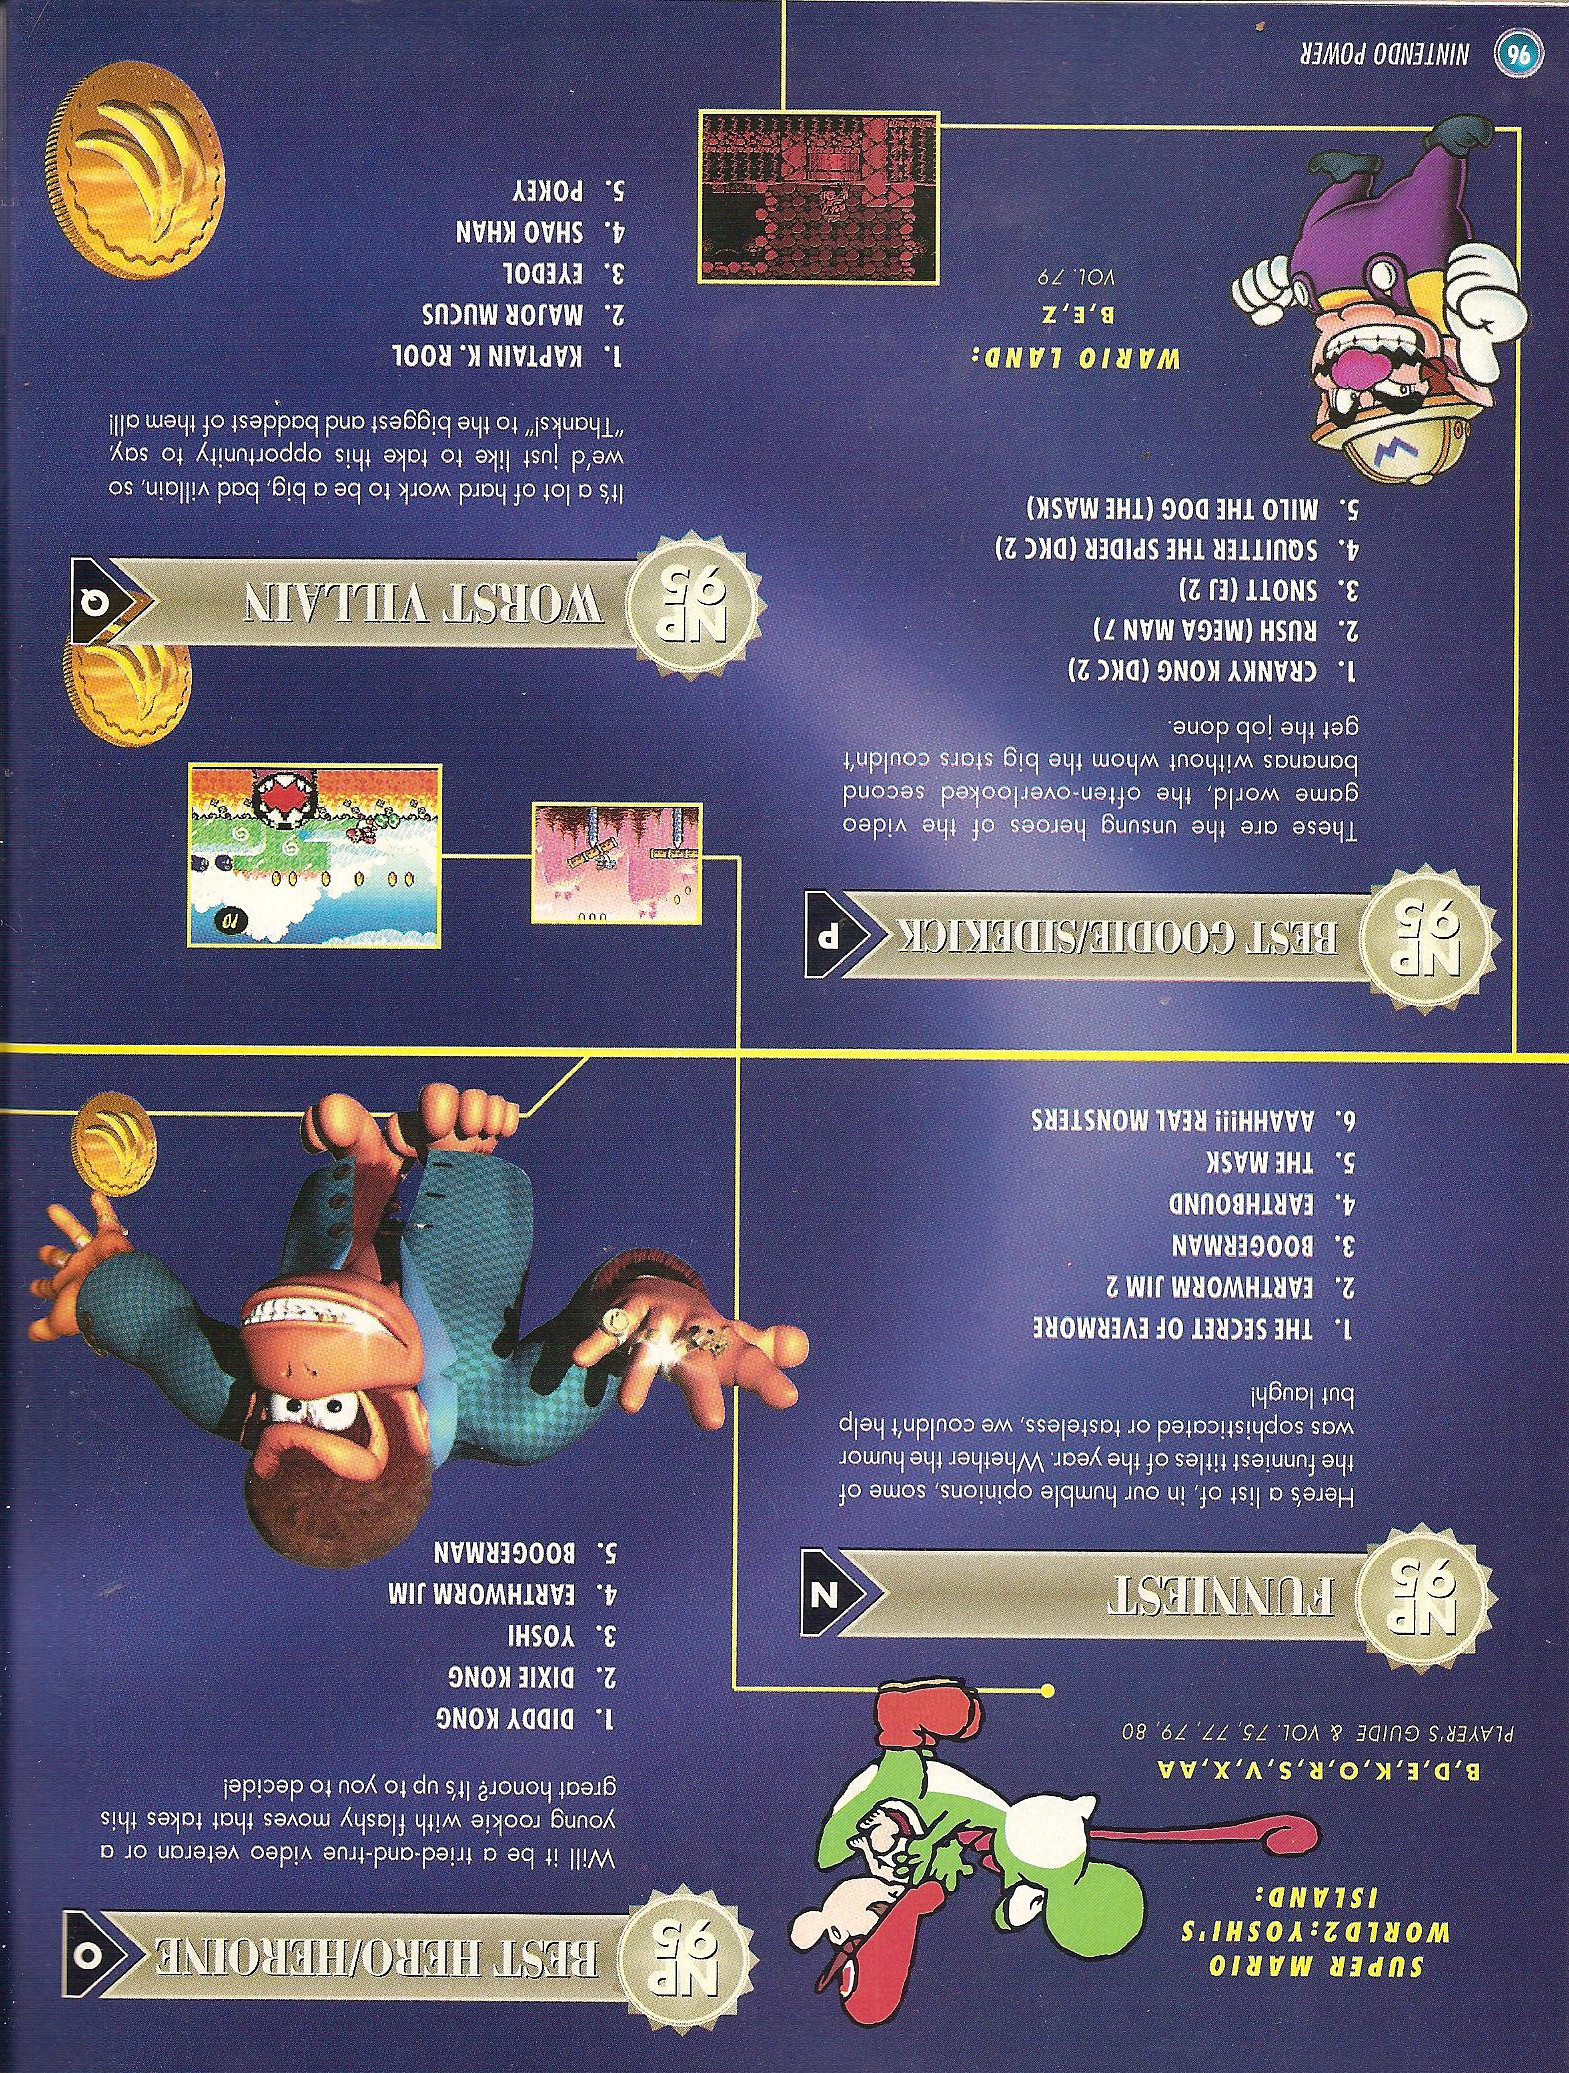 SUPER MARIO
WORLD2:YOSHI'S
ISLAND:
B,D,E,K,O,R,S,V,X,AA
PLAYER'S GUIDE & VOL. 75, 77, 79, 80
NP
95
FUNNIEST
N
Here's a list of, in our humble opinions, some of
the funniest titles of the year. Whether the humor
was sophisticated or tasteless, we couldn't help
but laugh!
1. THE SECRET OF EVERMORE
2. EARTHWORM JIM 2
3. BOOGERMAN
4. EARTHBOUND
5. THE MASK
6. AAAHH!!! REAL MONSTERS
NP
95
BEST HERO/HEROINE
O
Will it be a tried-and-true video veteran or a
young rookie with flashy moves that takes this
great honor? It's up to you to decide!
1. DIDDY KONG
2. DIXIE KONG
3. YOSHI
4. EARTHWORM JIM
5. BOOGERMAN
NP
95
BEST GOODIE/SIDEKICK
P
These are the unsung heroes of the video
game world, the often-overlooked second
bananas without whom the big stars couldn't
get the job done.
1. CRANKY KONG (DKC 2)
2. RUSH (MEGA MAN 7)
3. SNOTT (EJ 2)
4. SQUITTER THE SPIDER (DKC 2)
5. MILO THE DOG (THE MASK)
W
WARIO LAND:
B,E,Z
VOL. 79
000
10
NP
95
WORST VILLAIN
Q
It's a lot of hard work to be a big, bad villain, so
we'd just like to take this opportunity to say,
"Thanks!" to the biggest and baddest of them all!
1. KAPTAIN K. ROOL
2. MAJOR MUCUS
3. EYEDOL
4. SHAO KHAN
5. POKEY
96 NINTENDO POWER